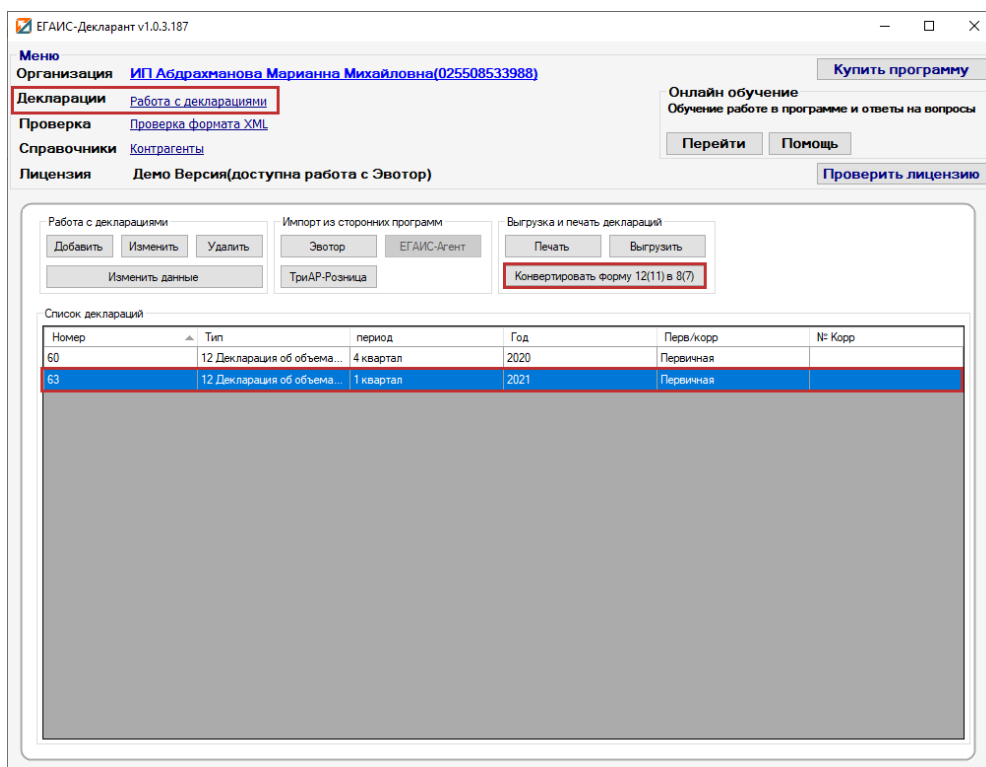 ЕГАИС-Декларант v1.0.3.187
Меню
Организация ИП Абдрахманова Марианна Михайловна(025508533988)
Купить программу
Декларации Работа с декларациями
Онлайн обучение
Обучение работе в программе и ответы на вопросы
Проверка Проверка формата XML
Перейти Помощь
Справочники Контрагенты
Лицензия Демо Версия(доступна работа с Эвотор)
Проверить лицензию
Работа с декларациями Импорт из сторонних программ Выгрузка и печать деклараций
Добавить Изменить Удалить Эвотор ЕГАИС-Агент Печать Выгрузить
Изменить данные ТриАР-Розница Конвертировать форму 12(11) в 8(7)
Список деклараций
Номер Тип период Год Перв/корр № Корр
60 12 Декларация об объема... 4 квартал 2020 Первичная
63 12 Декларация об объема... 1 квартал 2021 Первичная